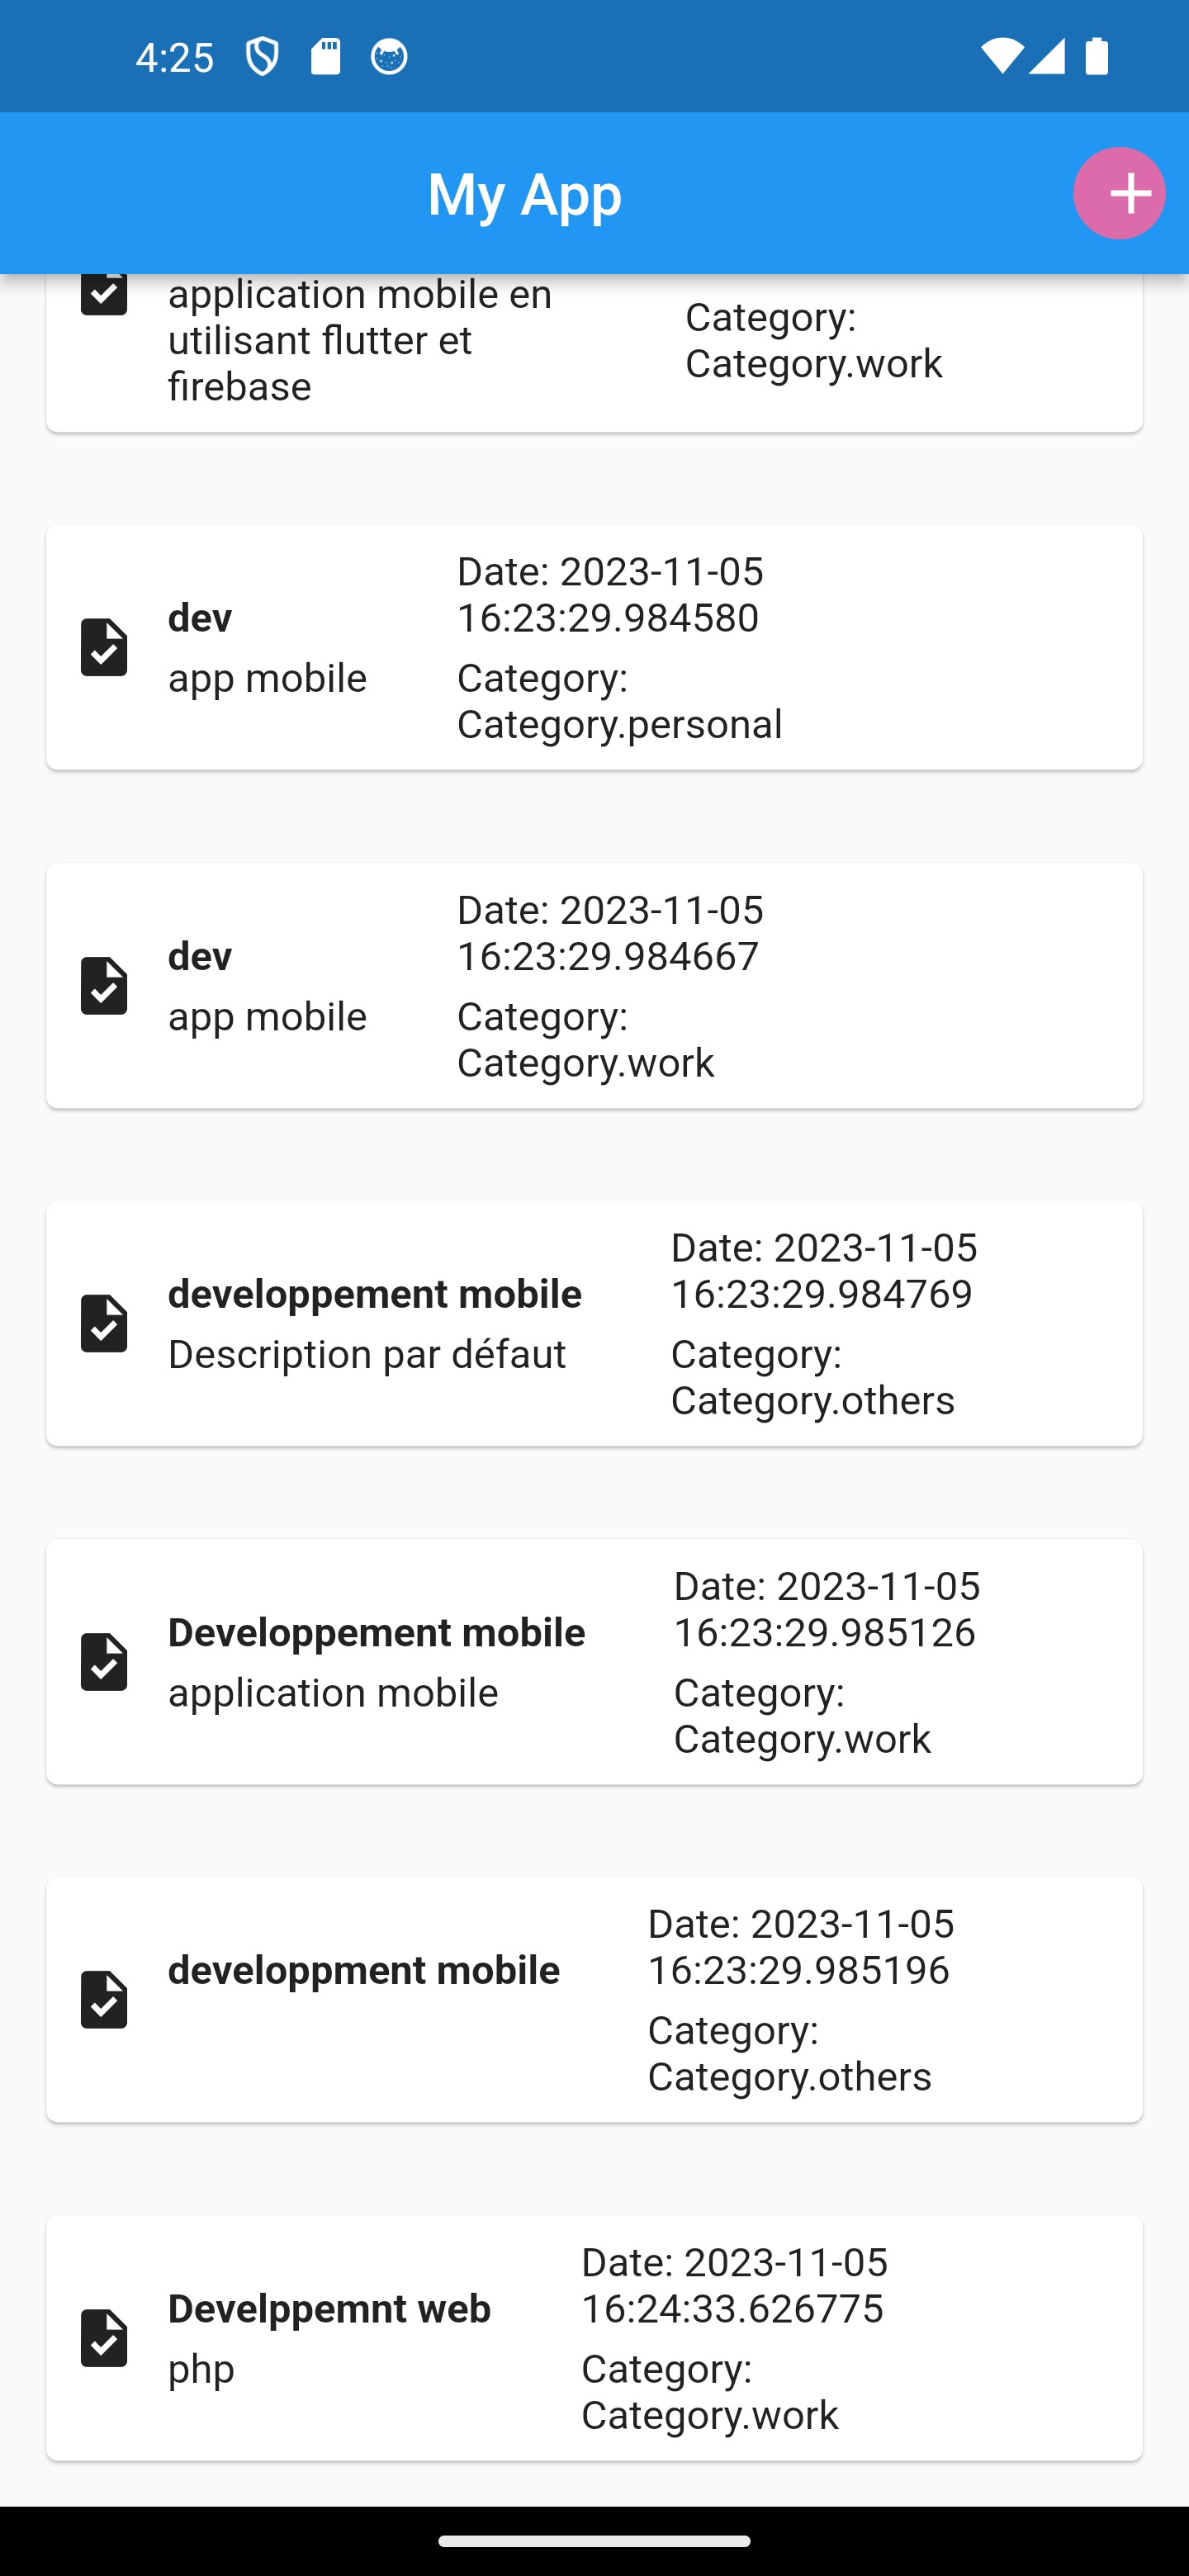 4:25
My App
application mobile en
utilisant flutter et
firebase
Category:
Category.work
dev
app mobile
Date: 2023-11-05
16:23:29.984580
Category:
Category.personal
dev
app mobile
Date: 2023-11-05
16:23:29.984667
Category:
Category.work
developpement mobile
Description par défaut
Date: 2023-11-05
16:23:29.984769
Category:
Category.others
Developpement mobile
application mobile
Date: 2023-11-05
16:23:29.985126
Category:
Category.work
developpment mobile
Date: 2023-11-05
16:23:29.985196
Category:
Category.others
Develppemnt web
php
Date: 2023-11-05
16:24:33.626775
Category:
Category.work